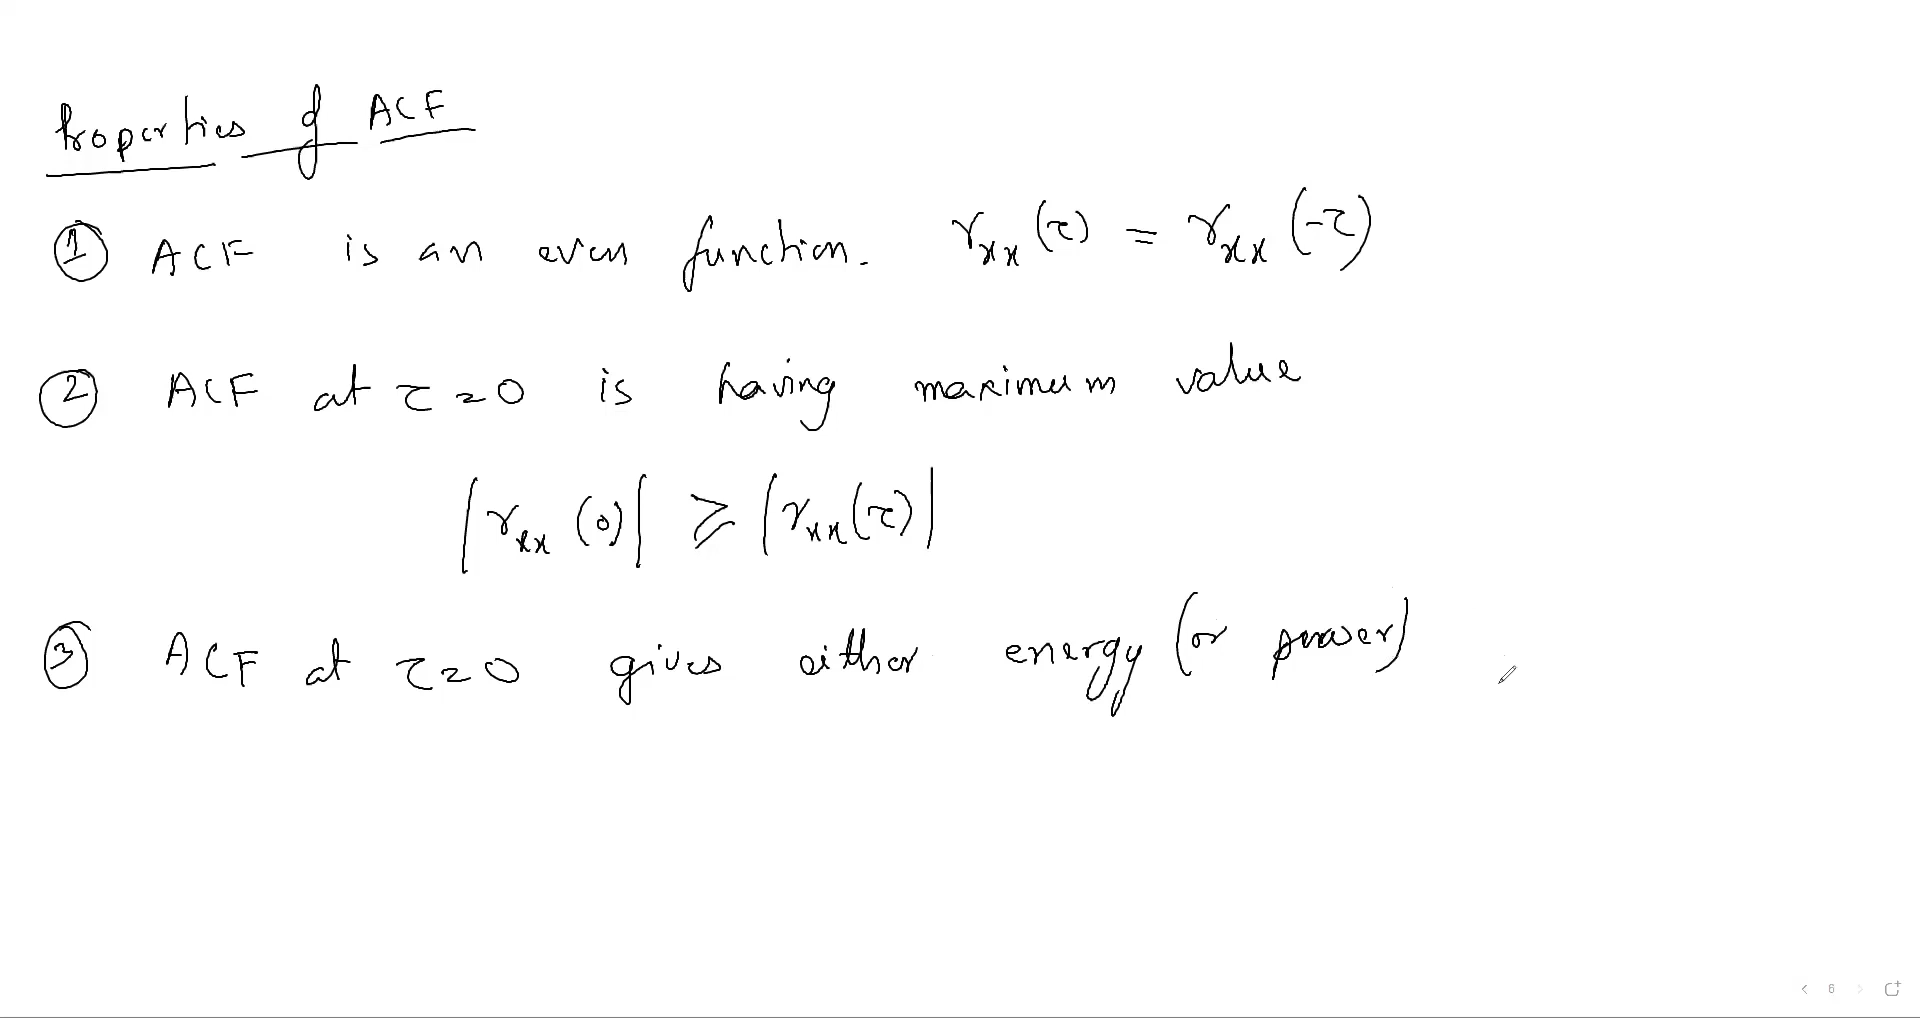 Properties of ACF
① ACF is an even function. γxx (τ) = γxx (-τ)
② ACF at τ=0 is having maximum value
|γxx (0)| ≥ |γxx(τ)|
③ ACF at τ=0 gives either energy (or power)
< 6 >